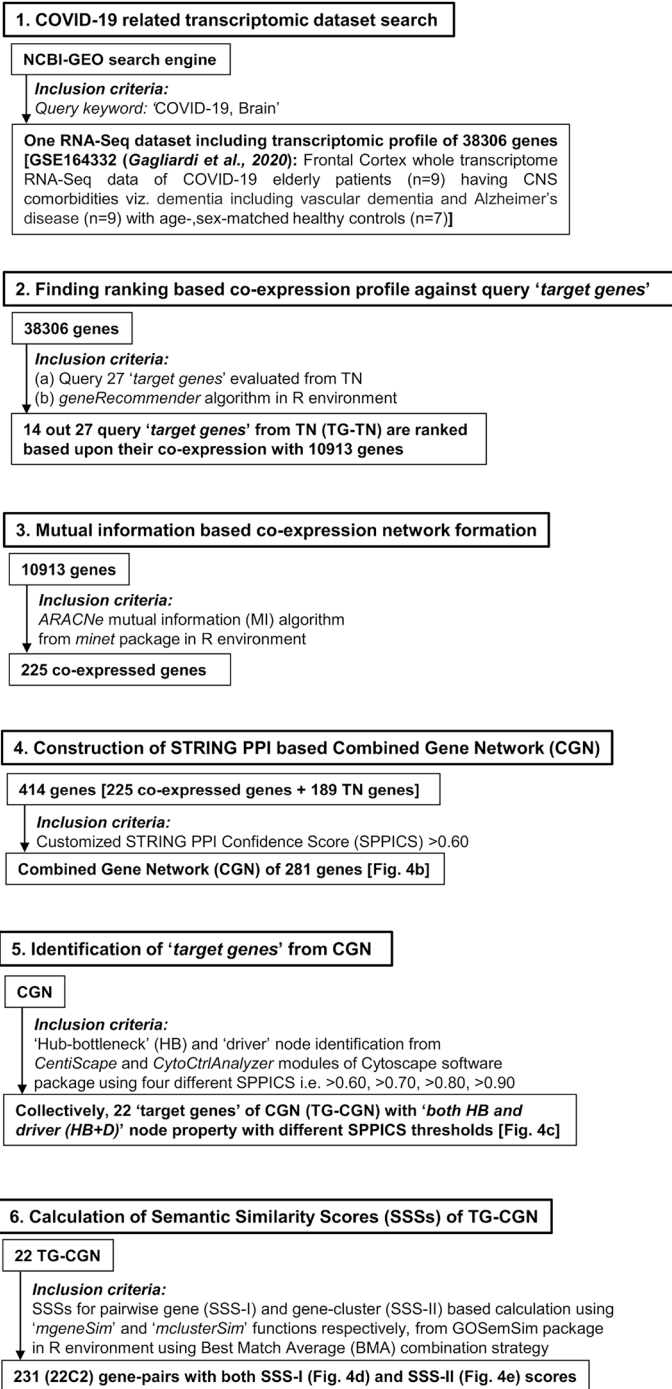 1. COVID-19 related transcriptomic dataset search
NCBI-GEO search engine
Inclusion criteria:
Query keyword: 'COVID-19, Brain'
One RNA-Seq dataset including transcriptomic profile of 38306 genes
[GSE164332 (Gagliardi et al., 2020): Frontal Cortex whole transcriptome
RNA-Seq data of COVID-19 elderly patients (n=9) having CNS
comorbidities viz. dementia including vascular dementia and Alzheimer's
disease (n=9) with age-,sex-matched healthy controls (n=7)]
2. Finding ranking based co-expression profile against query 'target genes'
38306 genes
Inclusion criteria:
(a) Query 27 'target genes' evaluated from TN
(b) geneRecommender algorithm in R environment
14 out 27 query 'target genes' from TN (TG-TN) are ranked
based upon their co-expression with 10913 genes
3. Mutual information based co-expression network formation
10913 genes
Inclusion criteria:
ARACNe mutual information (MI) algorithm
from minet package in R environment
225 co-expressed genes
4. Construction of STRING PPI based Combined Gene Network (CGN)
414 genes [225 co-expressed genes + 189 TN genes]
Inclusion criteria:
Customized STRING PPI Confidence Score (SPPICS) >0.60
Combined Gene Network (CGN) of 281 genes [Fig. 4b]
5. Identification of 'target genes' from CGN
CGN
Inclusion criteria:
'Hub-bottleneck' (HB) and 'driver' node identification from
CentiScape and CytoCtrlAnalyzer modules of Cytoscape software
package using four different SPPICS i.e. >0.60, >0.70, >0.80, >0.90
Collectively, 22 'target genes' of CGN (TG-CGN) with 'both HB and
driver (HB+D)' node property with different SPPICS thresholds [Fig. 4c]
6. Calculation of Semantic Similarity Scores (SSSs) of TG-CGN
22 TG-CGN
Inclusion criteria:
SSSs for pairwise gene (SSS-I) and gene-cluster (SSS-II) based calculation using
'mgeneSim' and 'mclusterSim' functions respectively, from GOSemSim package
in R environment using Best Match Average (BMA) combination strategy
231 (22C2) gene-pairs with both SSS-I (Fig. 4d) and SSS-II (Fig. 4e) scores